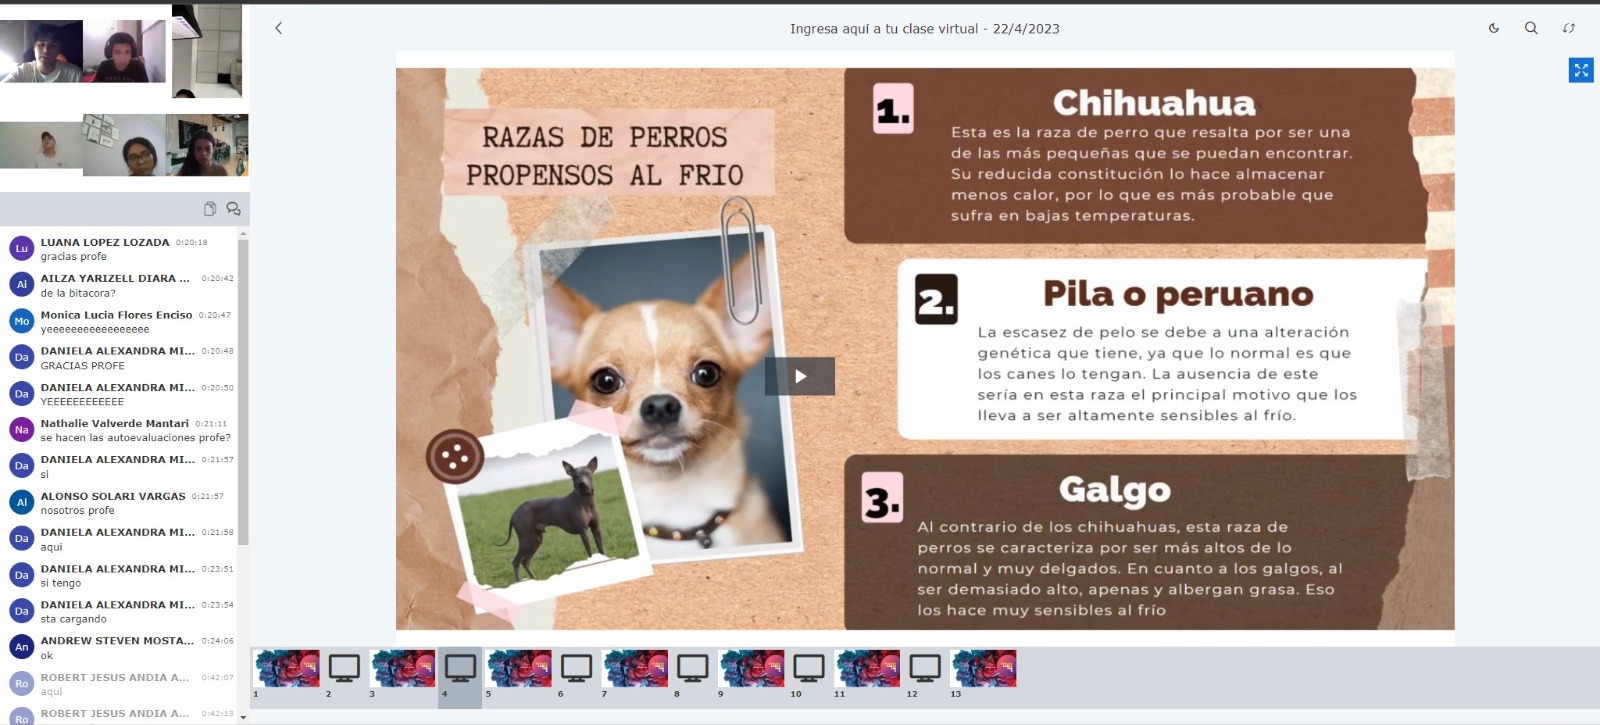 Ingresa aquí a tu clase virtual - 22/4/2023
Lu
LUANA LOPEZ LOZADA 0:20:18
gracias profe
Ai
AILZA YARIZELL DIARA ... 0:20:42
de la bitacora?
Mo
Monica Lucia Flores Enciso 0:20:47
yeeeeeeeeeeeeeeeee
Da
DANIELA ALEXANDRA MI... 0:20:48
GRACIAS PROFE
Da
DANIELA ALEXANDRA MI... 0:20:50
YEEEEEEEEEEEE
Na
Nathalie Valverde Mantari 0:21:11
se hacen las autoevaluaciones profe?
Da
DANIELA ALEXANDRA MI... 0:21:57
si
Al
ALONSO SOLARI VARGAS 0:21:57
nosotros profe
Da
DANIELA ALEXANDRA MI... 0:21:58
aqui
Da
DANIELA ALEXANDRA MI... 0:23:51
si tengo
Da
DANIELA ALEXANDRA MI... 0:23:54
sta cargando
An
ANDREW STEVEN MOSTA... 0:24:06
ok
Ro
ROBERT JESUS ANDIA A... 0:42:07
aqui
Ro
ROBERT JESUS ANDIA A... 0:42:13
RAZAS DE PERROS
PROPENSOS AL FRIO
1.
Chihuahua
Esta es la raza de perro que resalta por ser una
de las más pequeñas que se puedan encontrar.
Su reducida constitución lo hace almacenar
menos calor, por lo que es más probable que
sufra en bajas temperaturas.
2.
Pila o peruano
La escasez de pelo se debe a una alteración
genética que tiene, ya que lo normal es que
los canes lo tengan. La ausencia de este
sería en esta raza el principal motivo que los
lleva a ser altamente sensibles al frío.
3.
Galgo
Al contrario de los chihuahuas, esta raza de
perros se caracteriza por ser más altos de lo
normal y muy delgados. En cuanto a los galgos, al
ser demasiado alto, apenas y albergan grasa. Eso
los hace muy sensibles al frío
1 2 3 4 5 6 7 8 9 10 11 12 13